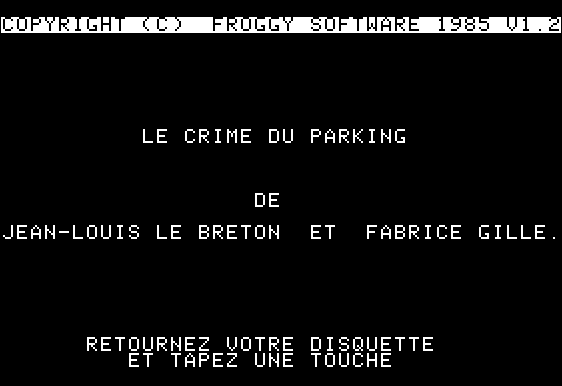 COPYRIGHT (C)  FROGGY SOFTWARE 1985 V1.2
LE CRIME DU PARKING
DE
JEAN-LOUIS LE BRETON  ET  FABRICE GILLE.
RETOURNEZ VOTRE DISQUETTE
ET TAPEZ UNE TOUCHE